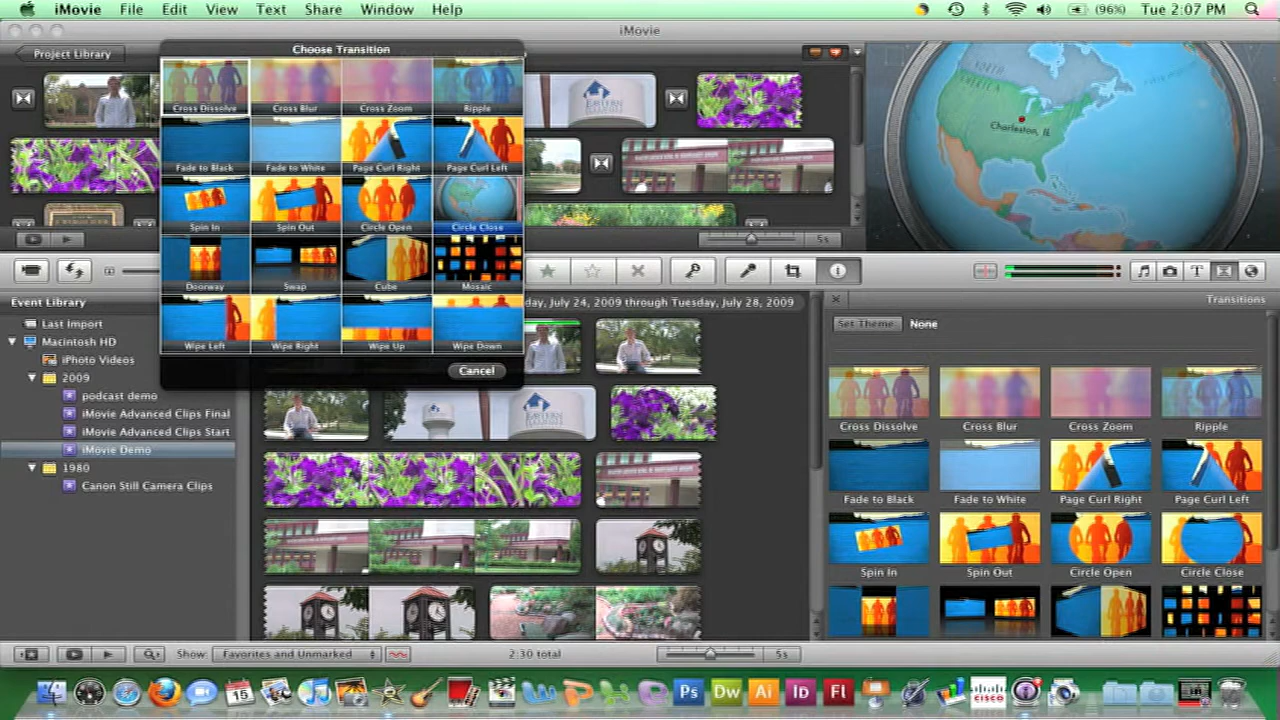 iMovie File Edit View Text Share Window Help (96%) Tue 2:07 PM
iMovie
Project Library
Choose Transition
Cross Dissolve Cross Blur Cross Zoom Ripple
Fade to Black Fade to White Page Curl Right Page Curl Left
Spin In Spin Out Circle Open Circle Close
Doorway Swap Cube Mosaic
Wipe Left Wipe Right Wipe Up Wipe Down
Cancel
EASTERN
NORTH
AMERICA
Charleston, IL
5s
Event Library
day, July 24, 2009 through Tuesday, July 28, 2009
Last Import
Macintosh HD
iPhoto Videos
2009
podcast demo
iMovie Advanced Clips Final
iMovie Advanced Clips Start
iMovie Demo
1980
Canon Still Camera Clips
EASTERN
Transitions
Set Theme... None
Cross Dissolve Cross Blur Cross Zoom Ripple
Fade to Black Fade to White Page Curl Right Page Curl Left
Spin In Spin Out Circle Open Circle Close
Show: Favorites and Unmarked 2:30 total 5s
15 Ps Dw Ai Id Fl CISCO